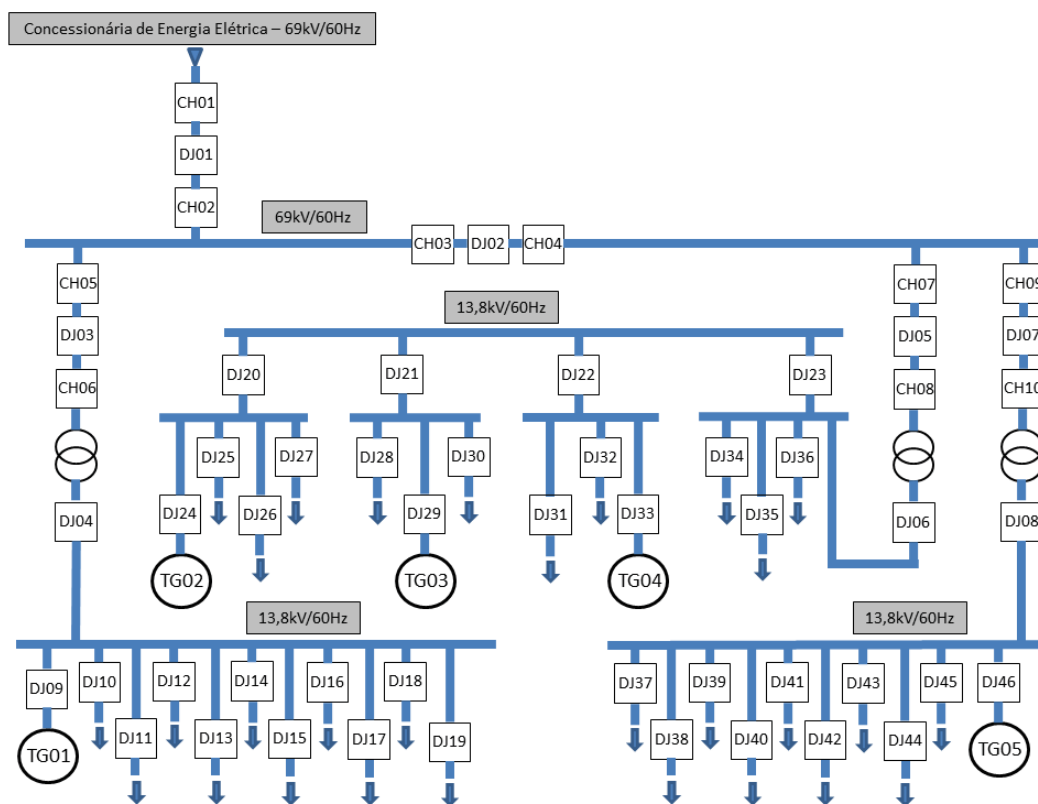 Concessionária de Energia Elétrica – 69kV/60Hz
CH01
DJ01
CH02
69kV/60Hz
CH03 DJ02 CH04
CH05 CH07 CH09
13,8kV/60Hz
DJ03 DJ05 DJ07
DJ20 DJ21 DJ22 DJ23
CH06 CH08 CH10
DJ25 DJ27 DJ28 DJ30 DJ32 DJ34 DJ36
DJ24 DJ26 DJ29 DJ31 DJ33 DJ35
DJ04 DJ06 DJ08
TG02 TG03 TG04
13,8kV/60Hz 13,8kV/60Hz
DJ09 DJ10 DJ12 DJ14 DJ16 DJ18 DJ37 DJ39 DJ41 DJ43 DJ45 DJ46
DJ11 DJ13 DJ15 DJ17 DJ19 DJ38 DJ40 DJ42 DJ44
TG01 TG05